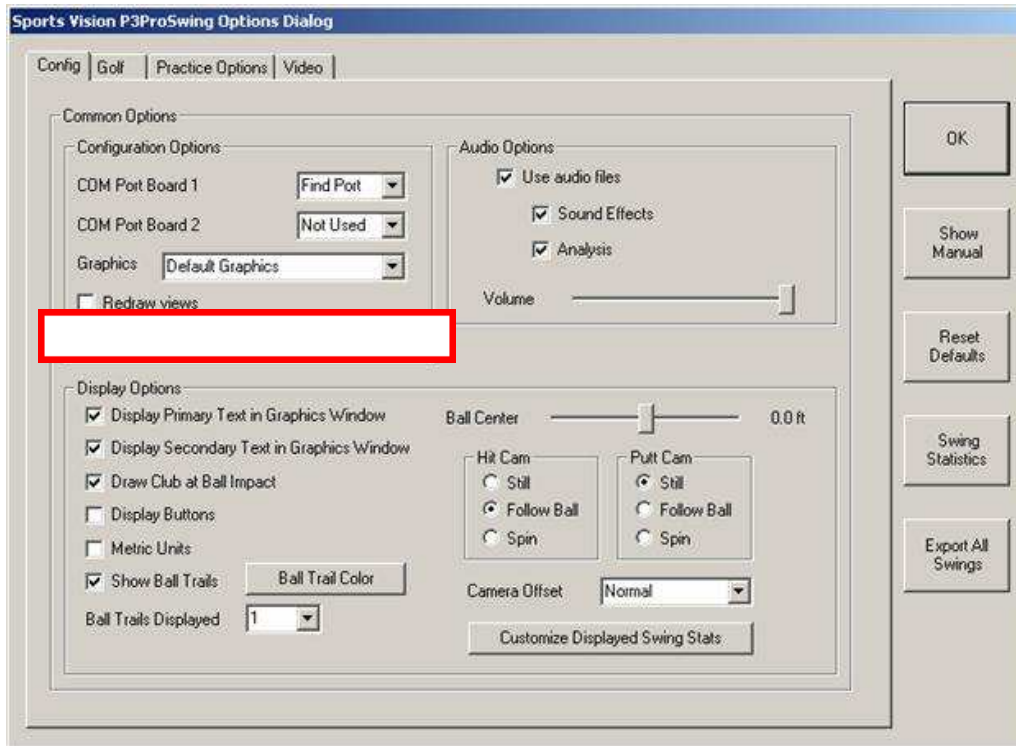 Sports Vision P3ProSwing Options Dialog
Config Golf Practice Options Video
Common Options
Configuration Options
COM Port Board 1 Find Port
COM Port Board 2 Not Used
Graphics Default Graphics
Redraw views
Audio Options
Use audio files
Sound Effects
Analysis
Volume
Display Options
Display Primary Text in Graphics Window
Display Secondary Text in Graphics Window
Draw Club at Ball Impact
Display Buttons
Metric Units
Show Ball Trails Ball Trail Color
Ball Trails Displayed 1
Ball Center 0.0 ft
Hit Cam
Still
Follow Ball
Spin
Putt Cam
Still
Follow Ball
Spin
Camera Offset Normal
Customize Displayed Swing Stats
OK
Show
Manual
Reset
Defaults
Swing
Statistics
Export All
Swings